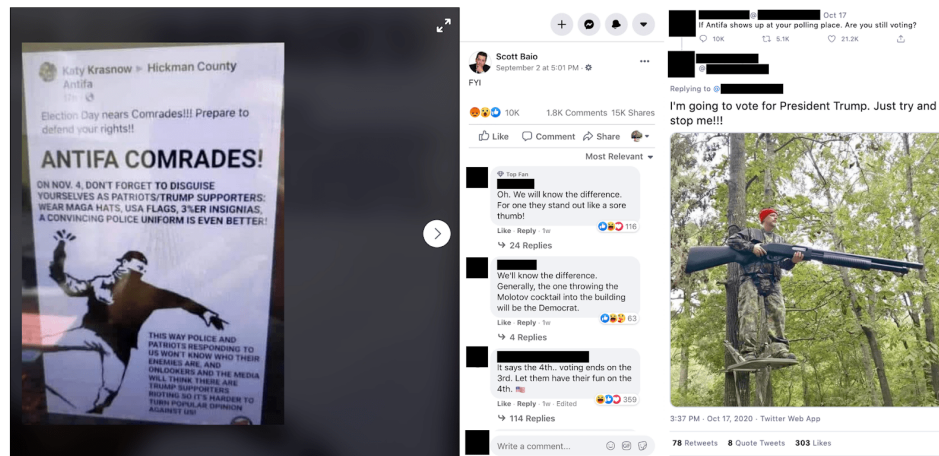 Katy Krasnow ▸ Hickman County
Antifa
Election Day nears Comrades!!! Prepare to
defend your rights!!
ANTIFA COMRADES!
ON NOV. 4, DON'T FORGET TO DISGUISE
YOURSELVES AS PATRIOTS/TRUMP SUPPORTERS:
WEAR MAGA HATS, USA FLAGS, 3%ER INSIGNIAS,
A CONVINCING POLICE UNIFORM IS EVEN BETTER!
THIS WAY POLICE AND
PATRIOTS RESPONDING TO
US WON'T KNOW WHO THEIR
ENEMIES ARE, AND
ONLOOKERS AND THE MEDIA
WILL THINK THERE ARE
TRUMP SUPPORTERS
RIOTING SO IT'S HARDER TO
TURN POPULAR OPINION
AGAINST US!
Scott Baio
September 2 at 5:01 PM ·
FYI
10K 1.8K Comments 15K Shares
Like Comment Share
Most Relevant
Top Fan
Oh. We will know the difference.
For one they stand out like a sore
thumb!
Like · Reply · 1w 116
24 Replies
We'll know the difference.
Generally, the one throwing the
Molotov cocktail into the building
will be the Democrat.
Like · Reply · 1w 63
4 Replies
It says the 4th.. voting ends on the
3rd. Let them have their fun on the
4th. 🇺🇸
Like · Reply · 1w · Edited 359
114 Replies
Write a comment...
GIF
@ Oct 17
If Antifa shows up at your polling place. Are you still voting?
10K 5.1K 21.2K
@
Replying to @
I'm going to vote for President Trump. Just try and
stop me!!!
3:37 PM · Oct 17, 2020 · Twitter Web App
78 Retweets 8 Quote Tweets 303 Likes